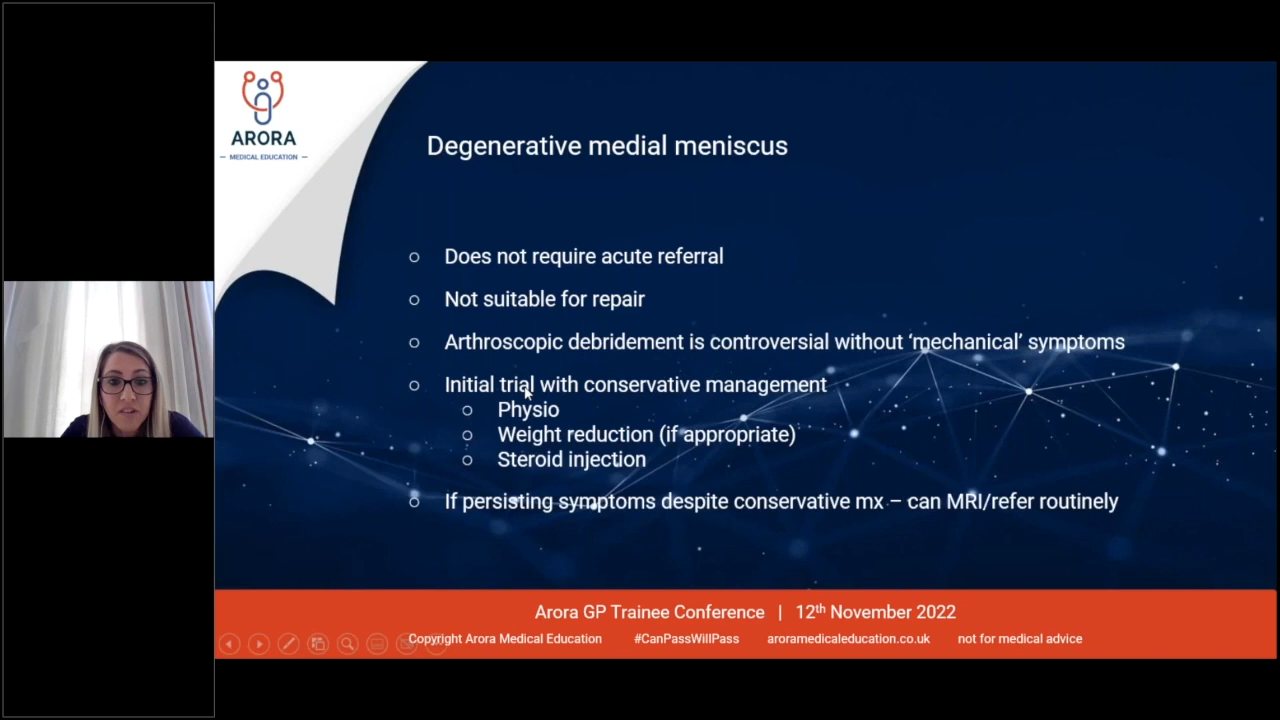 ARORA
MEDICAL EDUCATION
Degenerative medial meniscus
Does not require acute referral
Not suitable for repair
Arthroscopic debridement is controversial without ‘mechanical’ symptoms
Initial trial with conservative management
Physio
Weight reduction (if appropriate)
Steroid injection
If persisting symptoms despite conservative mx – can MRI/refer routinely
Arora GP Trainee Conference | 12th November 2022
Copyright Arora Medical Education #CanPassWillPass aroramedicaleducation.co.uk not for medical advice